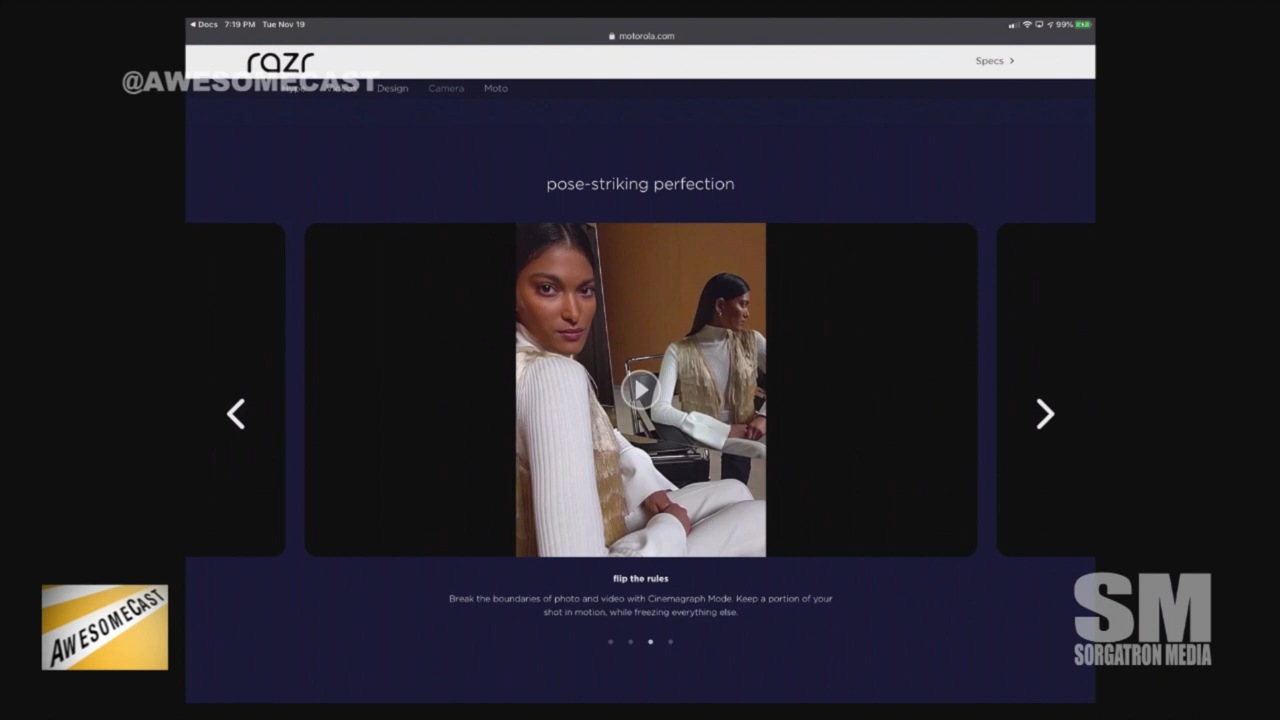 Docs 7:19 PM Tue Nov 19
99%
motorola.com
razr
Specs
@AWESOMECAST
Design Camera Moto
pose-striking perfection
flip the rules
Break the boundaries of photo and video with Cinemagraph Mode. Keep a portion of your
shot in motion, while freezing everything else.
AWESOMECAST
SM
SORGATRON MEDIA